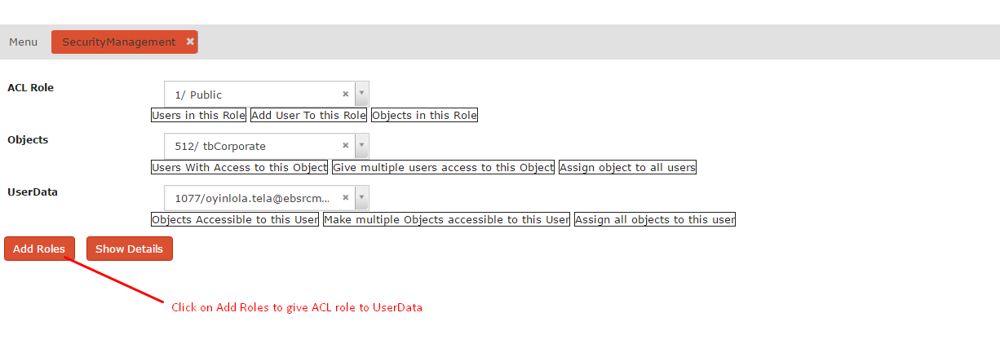 Menu SecurityManagement ✖
ACL Role 1/ Public ✖
Users in this Role Add User To this Role Objects in this Role
Objects 512/ tbCorporate ✖
Users With Access to this Object Give multiple users access to this Object Assign object to all users
UserData 1077/oyinlola.tela@ebsrcm... ✖
Objects Accessible to this User Make multiple Objects accessible to this User Assign all objects to this user
Add Roles Show Details
Click on Add Roles to give ACL role to UserData